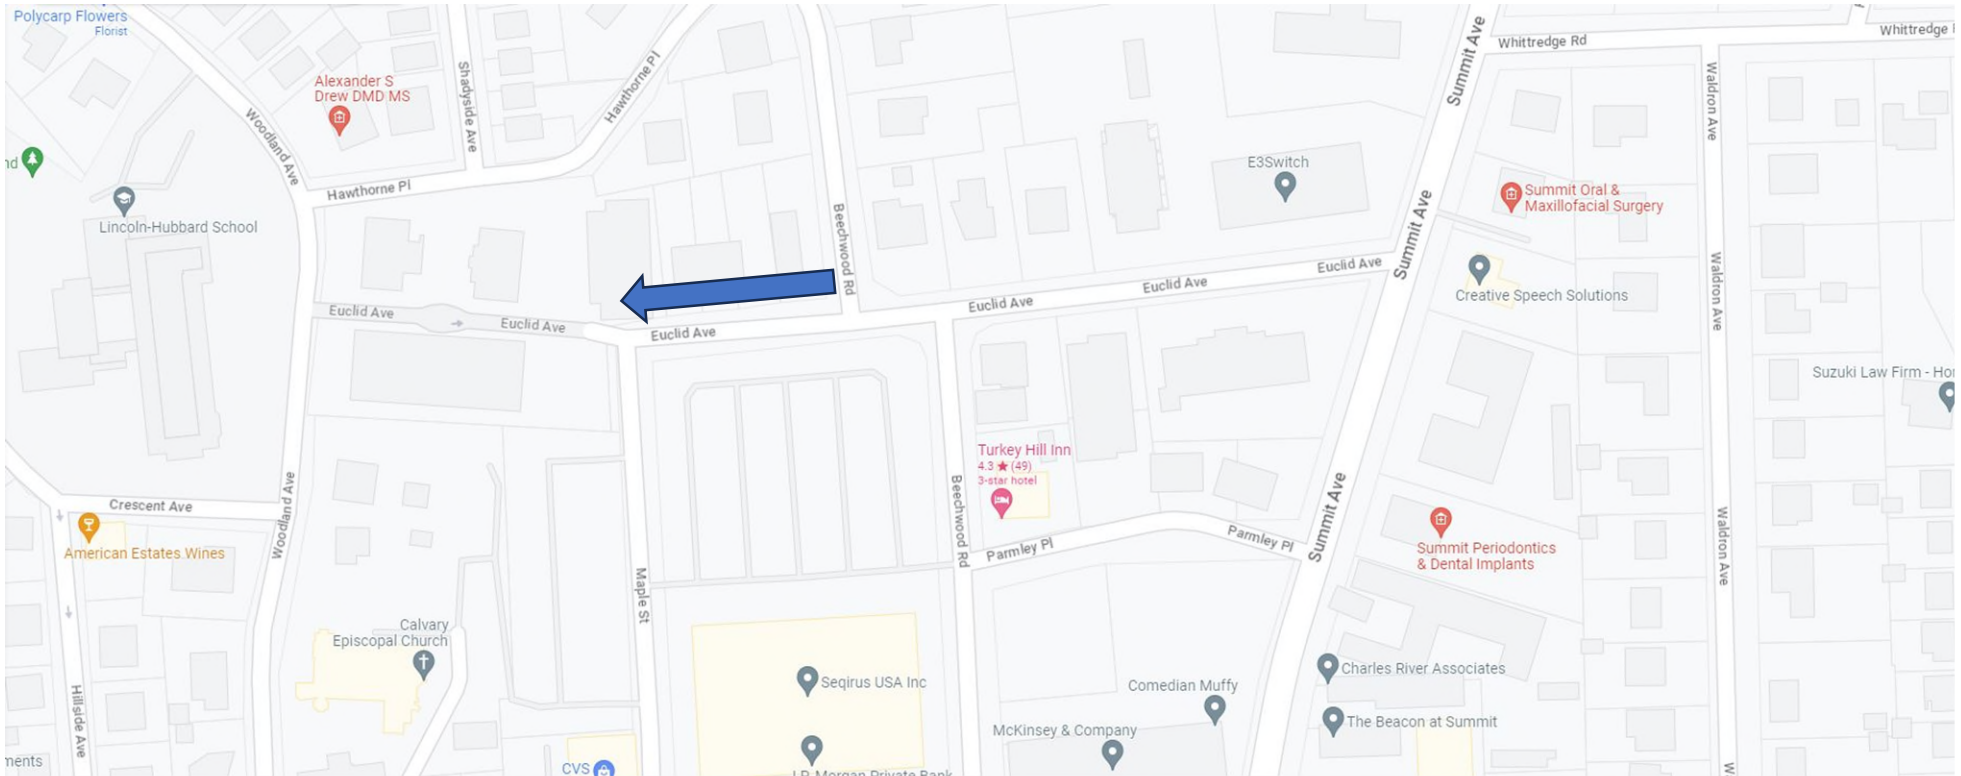 Polycarp Flowers
Florist
Alexander S
Drew DMD MS
Shadyside Ave
Hawthorne Pl
Summit Ave
Whittredge Rd
Whittredge
Waldron Ave
Woodland Ave
Hawthorne Pl
Lincoln-Hubbard School
Beechwood Rd
E3Switch
Summit Ave
Summit Oral &
Maxillofacial Surgery
Creative Speech Solutions
Waldron Ave
Euclid Ave
Euclid Ave
Euclid Ave
Euclid Ave
Euclid Ave
Euclid Ave
Suzuki Law Firm - Ho
Turkey Hill Inn
4.3 ★ (49)
3-star hotel
Crescent Ave
Woodland Ave
American Estates Wines
Beechwood Rd
Parmley Pl
Parmley Pl
Summit Ave
Summit Periodontics
& Dental Implants
Waldron Ave
Maple St
Calvary
Episcopal Church
Hillside Ave
Seqirus USA Inc
Charles River Associates
Comedian Muffy
McKinsey & Company
The Beacon at Summit
CVS
J.P. Morgan Private Bank
ments